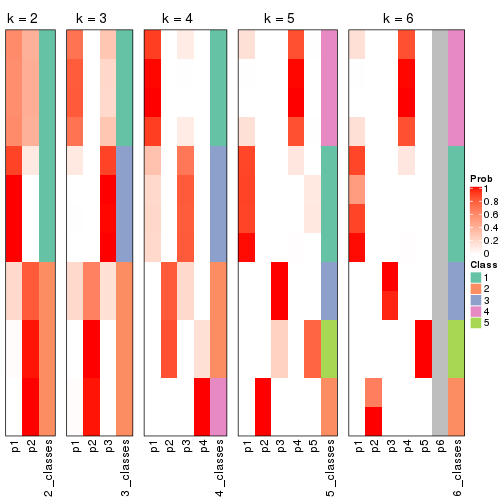 k = 2
k = 3
k = 4
k = 5
k = 6
p1
p2
2_classes
p1
p2
p3
3_classes
p1
p2
p3
p4
4_classes
p1
p2
p3
p4
p5
5_classes
p1
p2
p3
p4
p5
p6
6_classes
Prob
1
0.8
0.6
0.4
0.2
0
Class
1
2
3
4
5